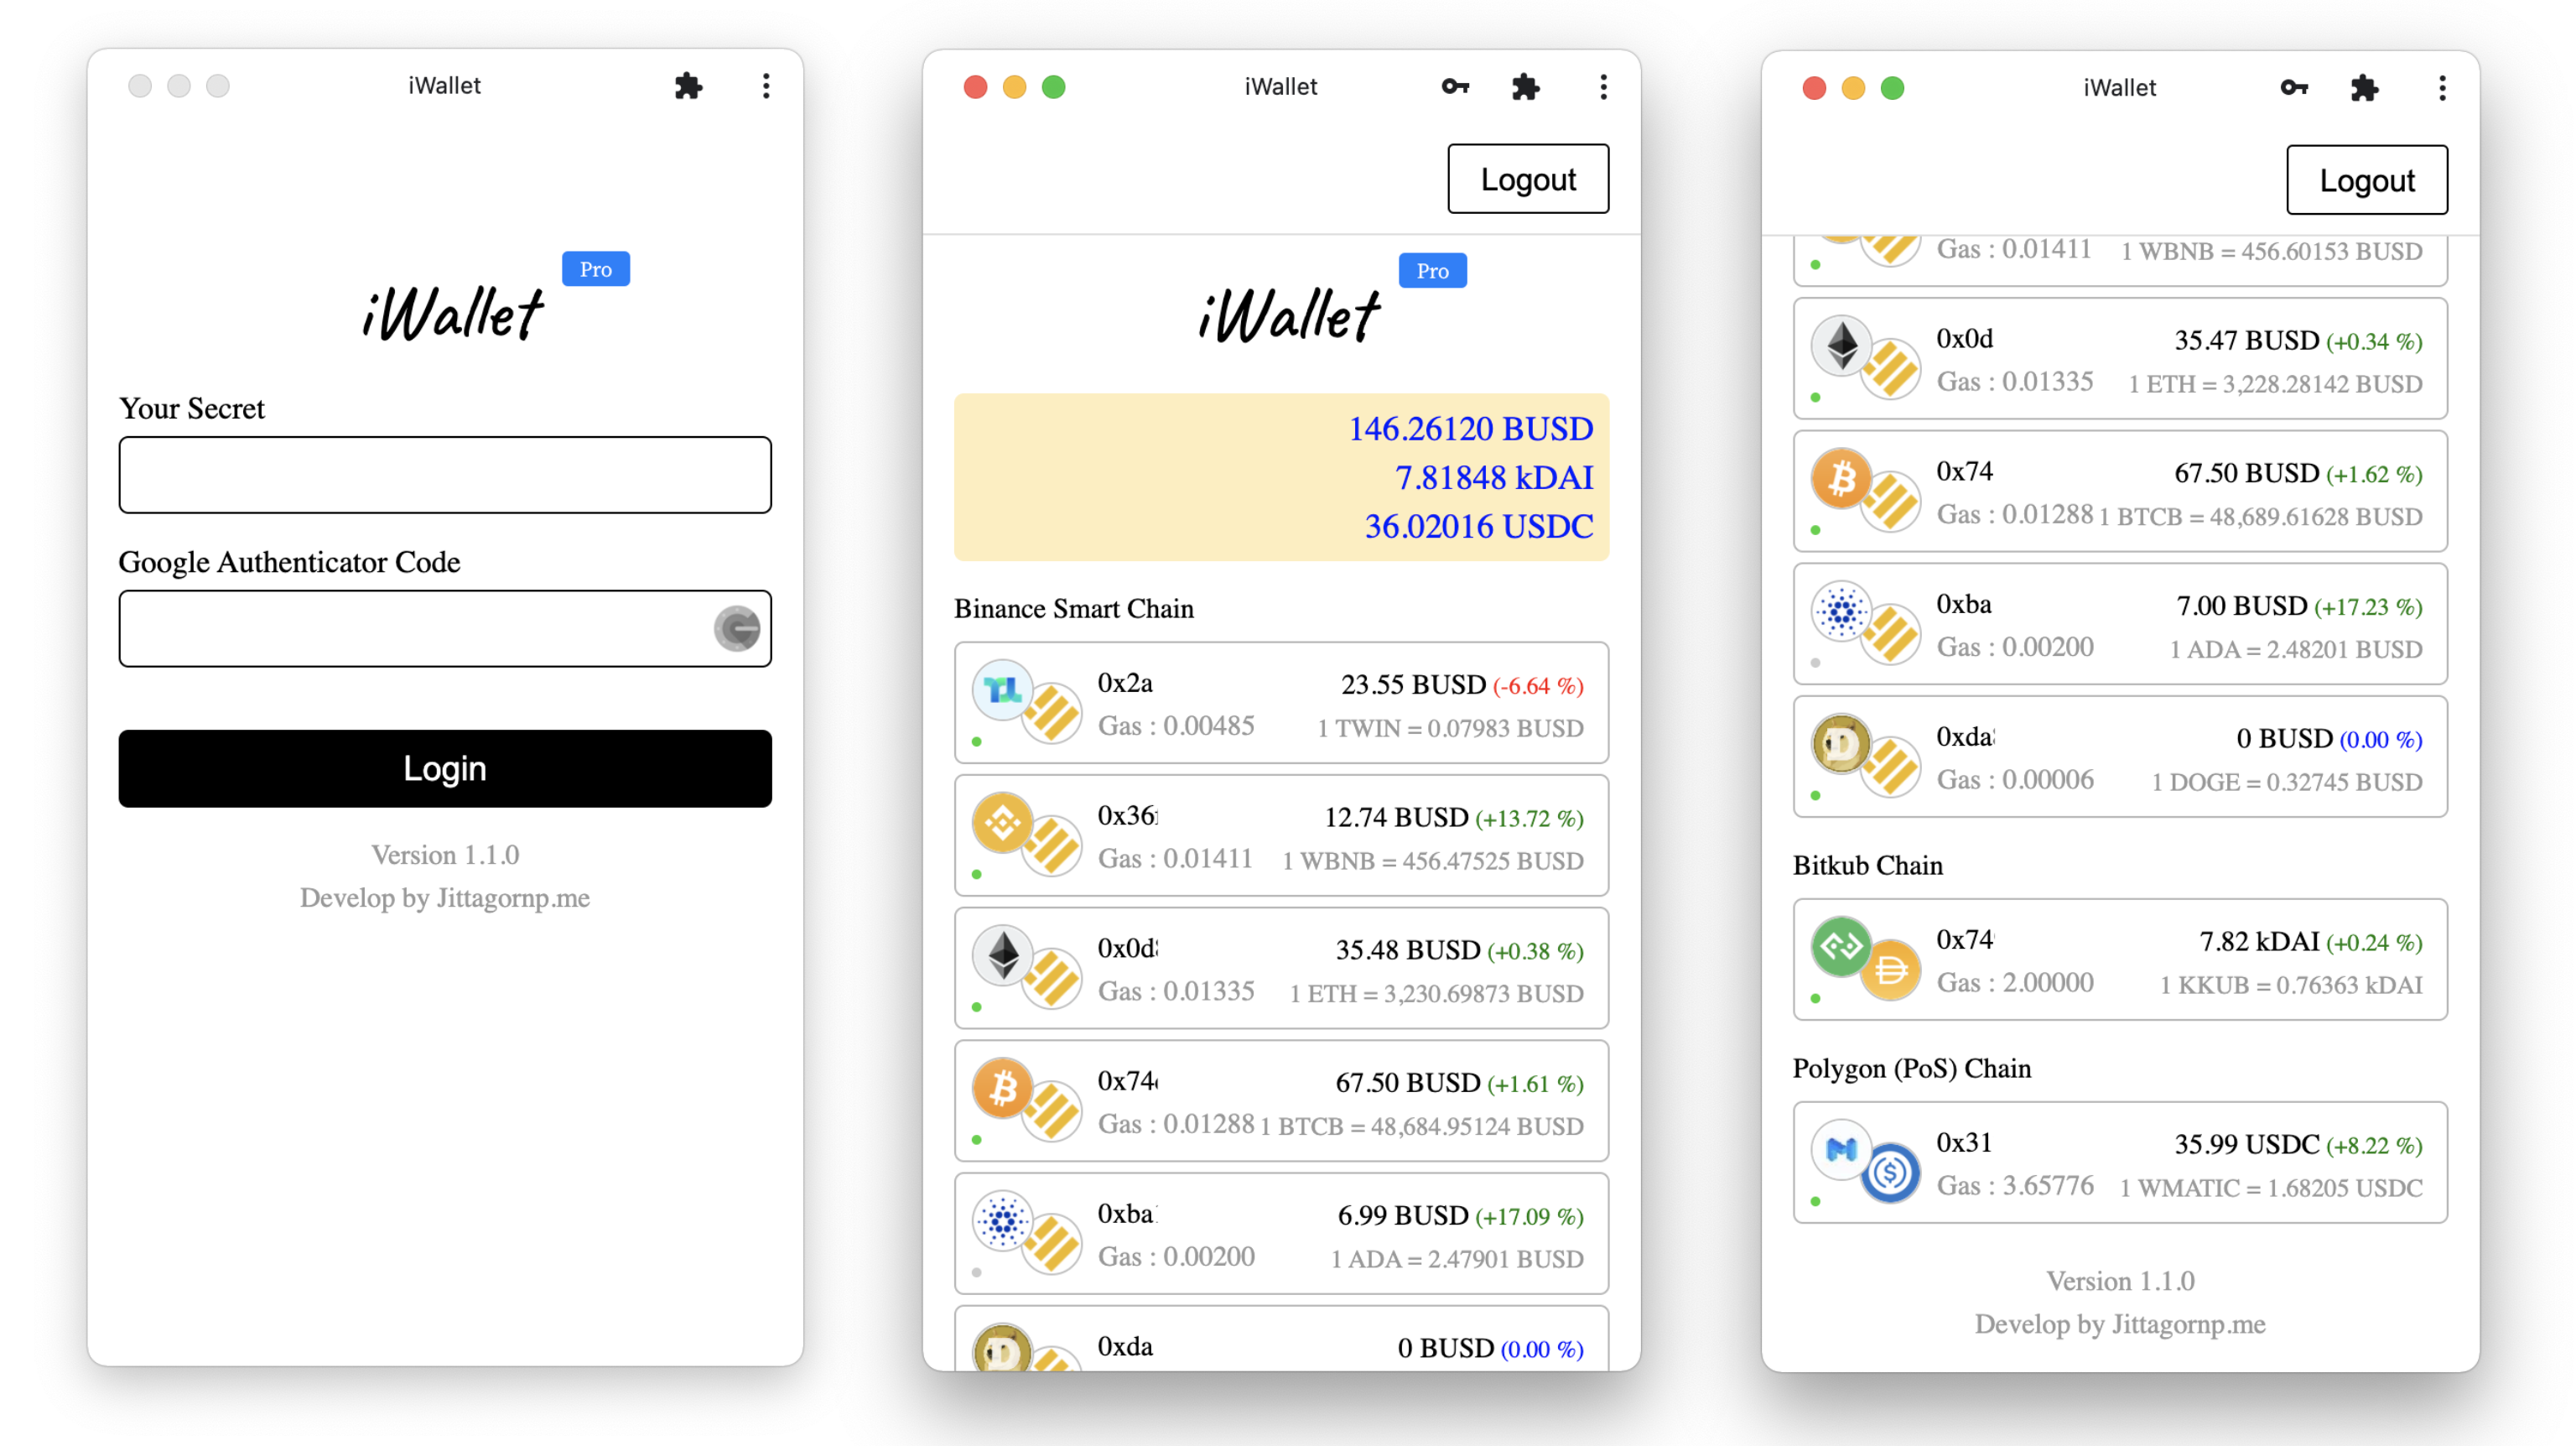 iWallet
Pro
iWallet
Your Secret
Google Authenticator Code
Login
Version 1.1.0
Develop by Jittagornp.me
iWallet
Logout
Pro
iWallet
146.26120 BUSD
7.81848 kDAI
36.02016 USDC
Binance Smart Chain
0x2a 23.55 BUSD (-6.64 %)
Gas : 0.00485 1 TWIN = 0.07983 BUSD
0x36 12.74 BUSD (+13.72 %)
Gas : 0.01411 1 WBNB = 456.47525 BUSD
0x0d 35.48 BUSD (+0.38 %)
Gas : 0.01335 1 ETH = 3,230.69873 BUSD
0x74 67.50 BUSD (+1.61 %)
Gas : 0.01288 1 BTCB = 48,684.95124 BUSD
0xba 6.99 BUSD (+17.09 %)
Gas : 0.00200 1 ADA = 2.47901 BUSD
0xda 0 BUSD (0.00 %)
iWallet
Logout
Gas : 0.01411 1 WBNB = 456.60153 BUSD
0x0d 35.47 BUSD (+0.34 %)
Gas : 0.01335 1 ETH = 3,228.28142 BUSD
0x74 67.50 BUSD (+1.62 %)
Gas : 0.01288 1 BTCB = 48,689.61628 BUSD
0xba 7.00 BUSD (+17.23 %)
Gas : 0.00200 1 ADA = 2.48201 BUSD
0xda 0 BUSD (0.00 %)
Gas : 0.00006 1 DOGE = 0.32745 BUSD
Bitkub Chain
0x74 7.82 kDAI (+0.24 %)
Gas : 2.00000 1 KKUB = 0.76363 kDAI
Polygon (PoS) Chain
0x31 35.99 USDC (+8.22 %)
Gas : 3.65776 1 WMATIC = 1.68205 USDC
Version 1.1.0
Develop by Jittagornp.me